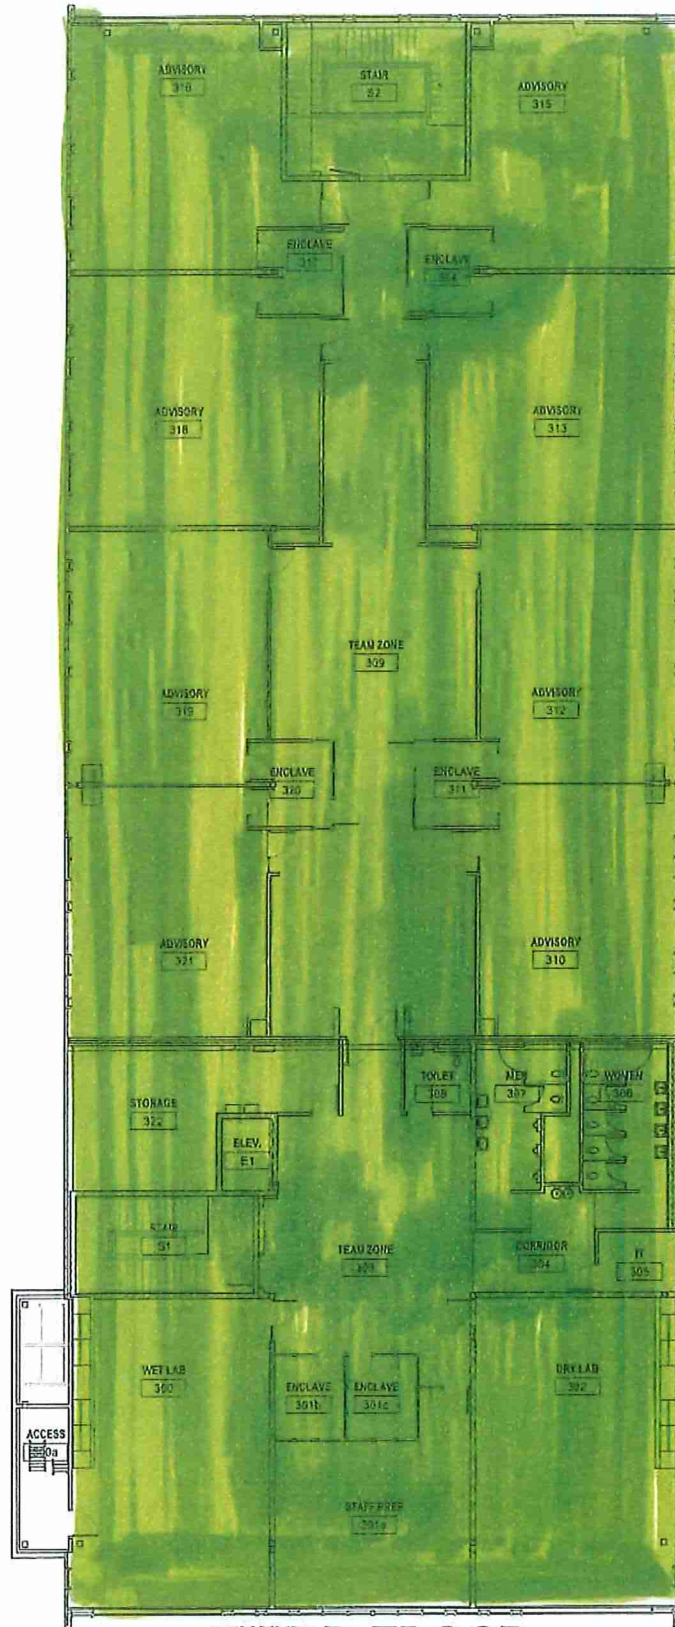 ADVISORY
316
STAIR
S2
ADVISORY
315
ENCLAVE
317
ENCLAVE
314
ADVISORY
318
ADVISORY
313
TEAM ZONE
309
ADVISORY
319
ADVISORY
312
ENCLAVE
320
ENCLAVE
311
ADVISORY
321
ADVISORY
310
STORAGE
322
ELEV.
E1
TOILET
308
MEN
307
WOMEN
306
STAIR
S1
TEAM ZONE
CORRIDOR
304
IT
305
WET LAB
300
ENCLAVE
301b
ENCLAVE
301c
DRY LAB
302
ACCESS
STAFF PREP
301a